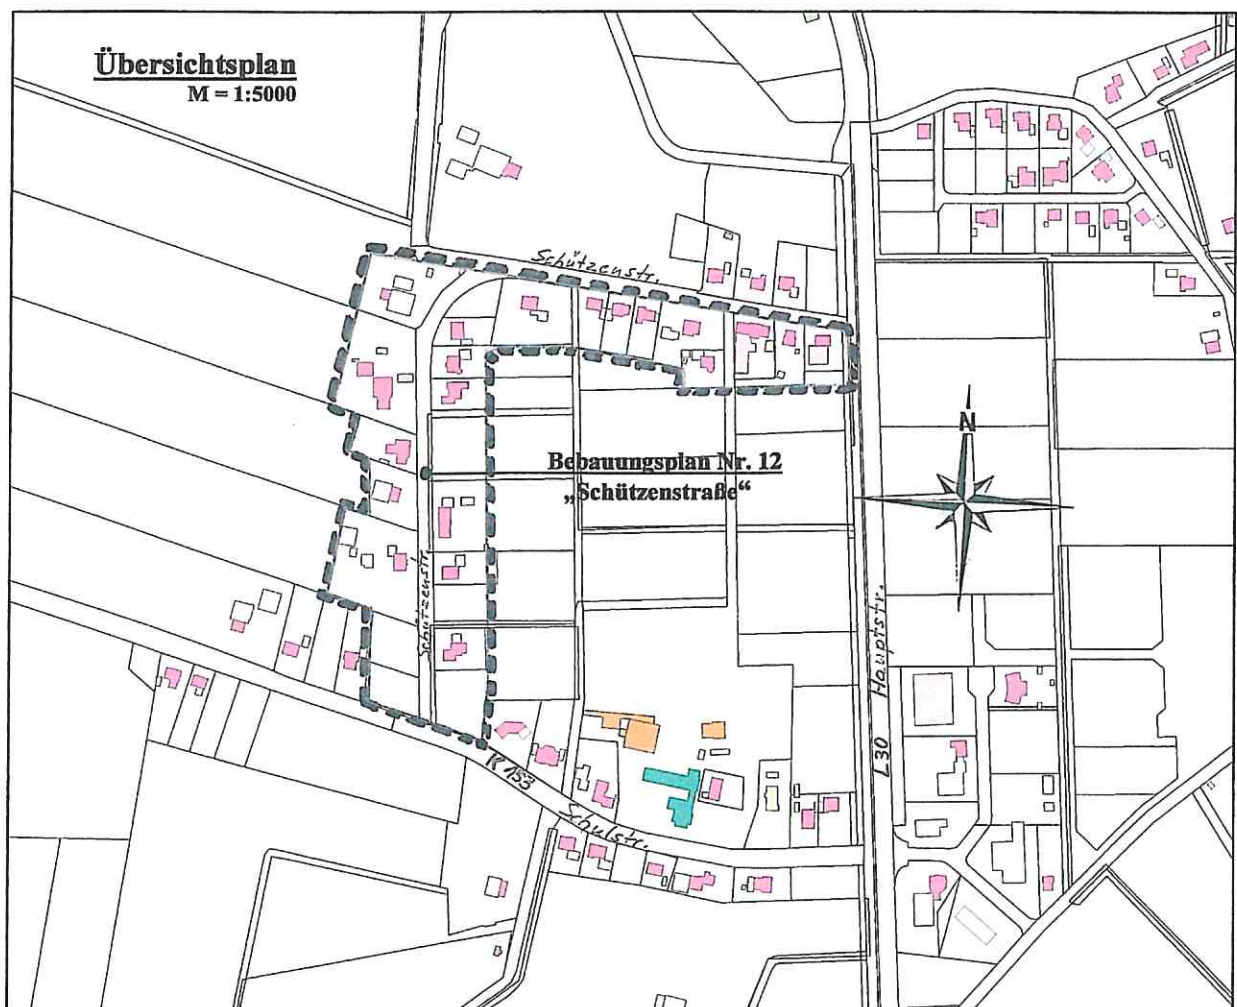 Übersichtsplan
M = 1:5000
Schützenstr.
N
Bebauungsplan Nr. 12
„Schützenstraße“
Schützenstr.
L30 Hauptstr.
K 153
Schulstr.